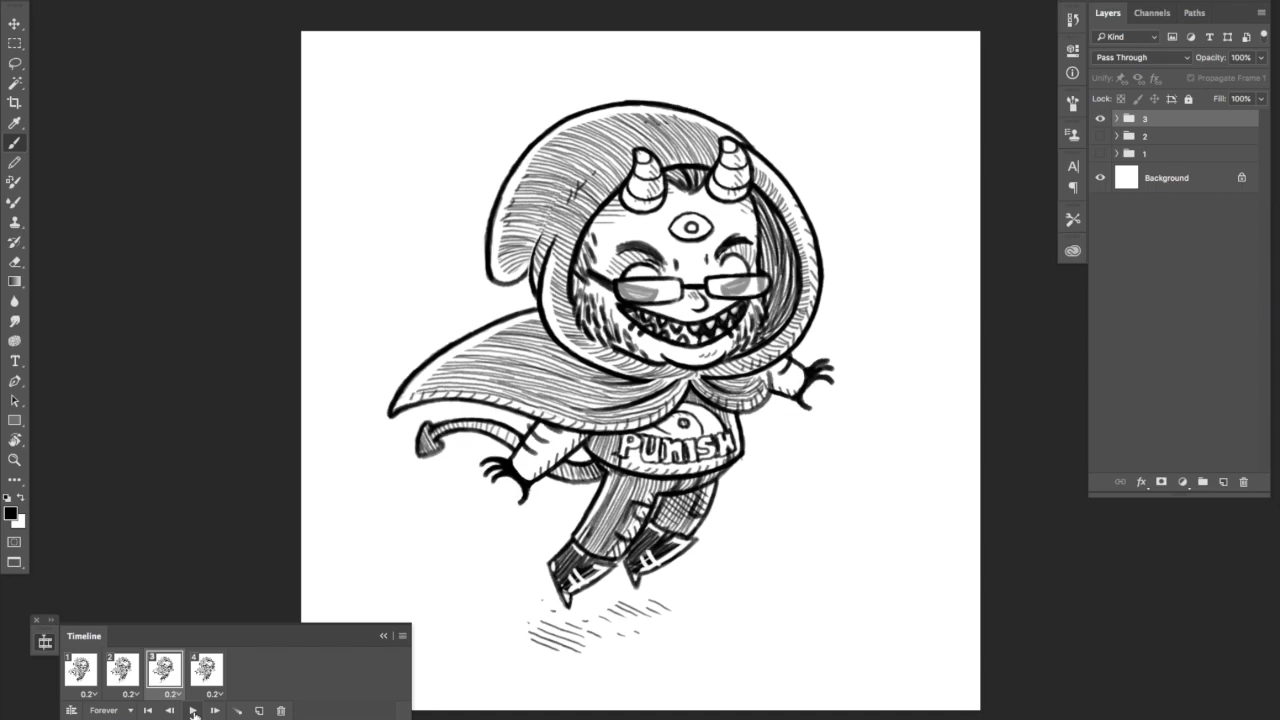 Layers Channels Paths
Kind
Pass Through Opacity: 100%
Unify: Propagate Frame 1
Lock: Fill: 100%
3
2
1
Background
PUNISH
Timeline
1 2 3 4
0.2 0.2 0.2 0.2
Forever